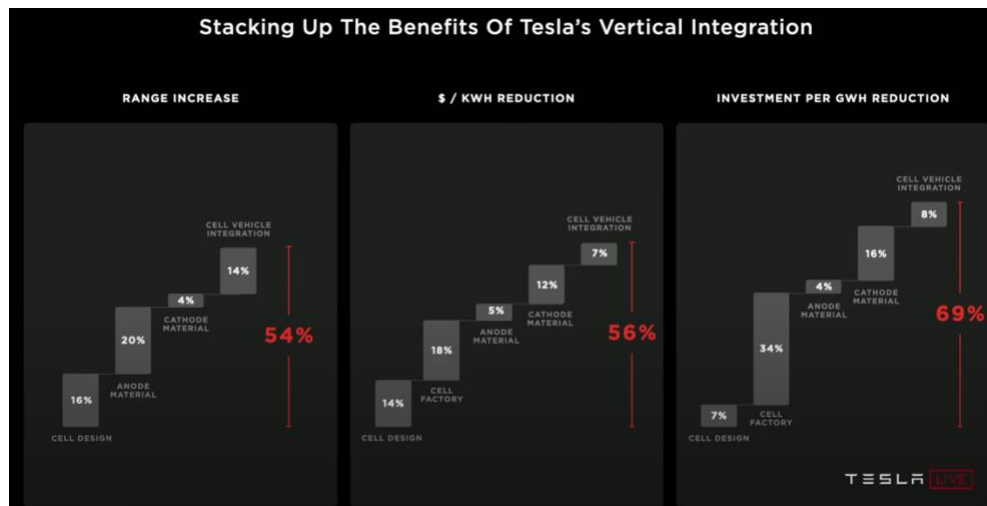 Stacking Up The Benefits Of Tesla's Vertical Integration
RANGE INCREASE
CELL VEHICLE
INTEGRATION
14%
4%
CATHODE
MATERIAL
20%
ANODE
MATERIAL
16%
CELL DESIGN
54%
$ / KWH REDUCTION
CELL VEHICLE
INTEGRATION
7%
12%
CATHODE
MATERIAL
5%
ANODE
MATERIAL
18%
CELL
FACTORY
14%
CELL DESIGN
56%
INVESTMENT PER GWH REDUCTION
CELL VEHICLE
INTEGRATION
8%
16%
CATHODE
MATERIAL
4%
ANODE
MATERIAL
34%
CELL
FACTORY
7%
CELL DESIGN
69%
TESLA LIVE